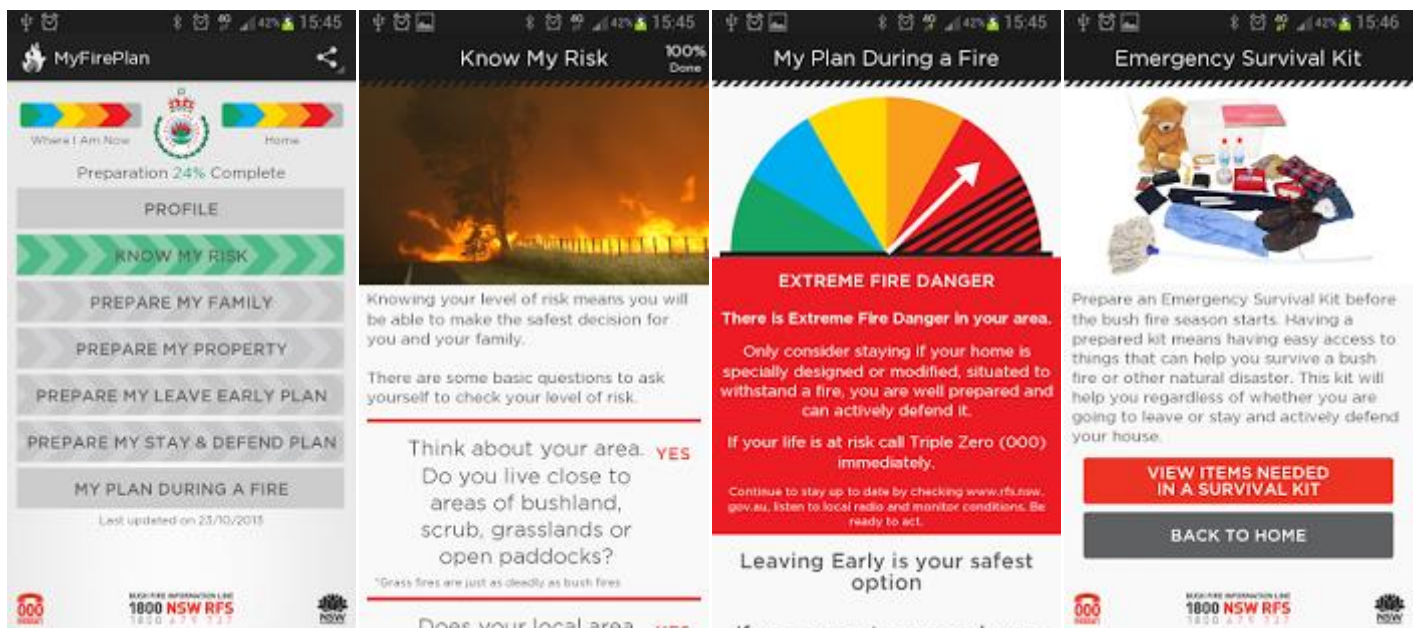 42% 15:45
MyFirePlan
Where I Am Now
Home
Preparation 24% Complete
PROFILE
KNOW MY RISK
PREPARE MY FAMILY
PREPARE MY PROPERTY
PREPARE MY LEAVE EARLY PLAN
PREPARE MY STAY & DEFEND PLAN
MY PLAN DURING A FIRE
Last updated on 23/10/2013
000
BUSH FIRE INFORMATION LINE
1800 NSW RFS
1800 679 737
NSW
42% 15:45
Know My Risk
100%
Done
Knowing your level of risk means you will
be able to make the safest decision for
you and your family.
There are some basic questions to ask
yourself to check your level of risk.
Think about your area.
YES
Do you live close to
areas of bushland,
scrub, grasslands or
open paddocks?
*Grass fires are just as deadly as bush fires
Does your local area
YES
42% 15:45
My Plan During a Fire
EXTREME FIRE DANGER
There is Extreme Fire Danger in your area.
Only consider staying if your home is
specially designed or modified, situated to
withstand a fire, you are well prepared and
can actively defend it.
If your life is at risk call Triple Zero (000)
immediately.
Continue to stay up to date by checking www.rfs.nsw.
gov.au, listen to local radio and monitor conditions. Be
ready to act.
Leaving Early is your safest
option
42% 15:46
Emergency Survival Kit
Prepare an Emergency Survival Kit before
the bush fire season starts. Having a
prepared kit means having easy access to
things that can help you survive a bush
fire or other natural disaster. This kit will
help you regardless of whether you are
going to leave or stay and actively defend
your house.
VIEW ITEMS NEEDED
IN A SURVIVAL KIT
BACK TO HOME
000
BUSH FIRE INFORMATION LINE
1800 NSW RFS
1800 679 737
NSW